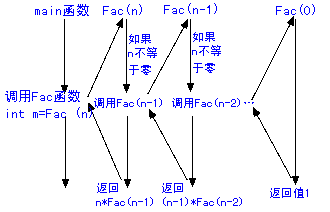 main函数 Fac(n) Fac(n-1) Fac(0)
如果 如果
n不等 n不等
于零 于零
调用Fac函数 调用Fac(n-1) 调用Fac(n-2)…
int m=Fac (n)
返回 返回 返回值1
n*Fac(n-1) (n-1)*Fac(n-2)